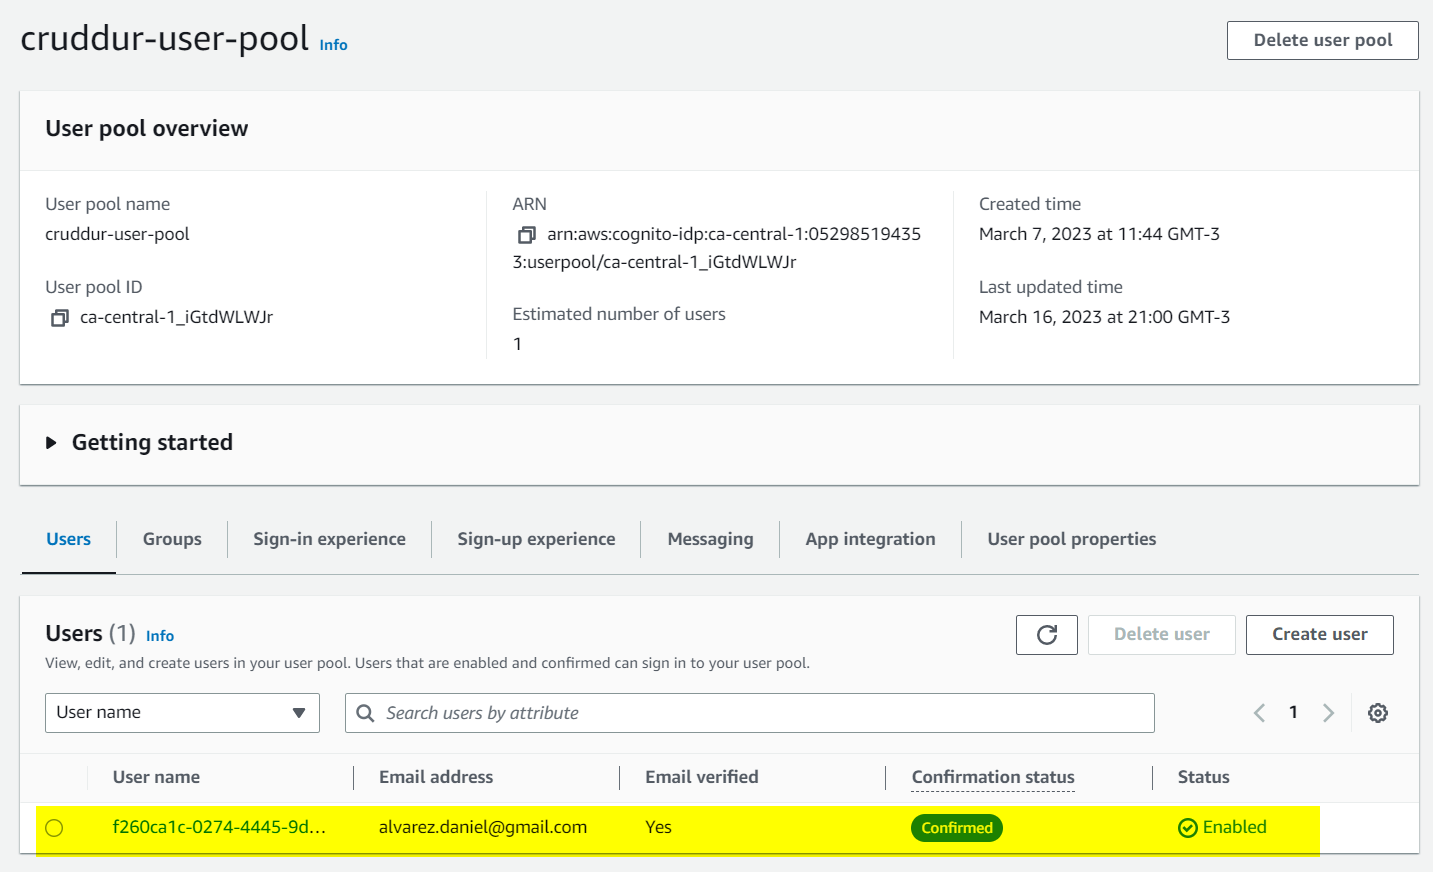 cruddur-user-pool Info
Delete user pool
User pool overview
User pool name
cruddur-user-pool
User pool ID
ca-central-1_iGtdWLWJr
ARN
arn:aws:cognito-idp:ca-central-1:05298519435
3:userpool/ca-central-1_iGtdWLWJr
Estimated number of users
1
Created time
March 7, 2023 at 11:44 GMT-3
Last updated time
March 16, 2023 at 21:00 GMT-3
Getting started
Users Groups Sign-in experience Sign-up experience Messaging App integration User pool properties
Users (1) Info
Delete user Create user
View, edit, and create users in your user pool. Users that are enabled and confirmed can sign in to your user pool.
User name Search users by attribute 1
User name Email address Email verified Confirmation status Status
f260ca1c-0274-4445-9d... alvarez.daniel@gmail.com Yes Confirmed Enabled